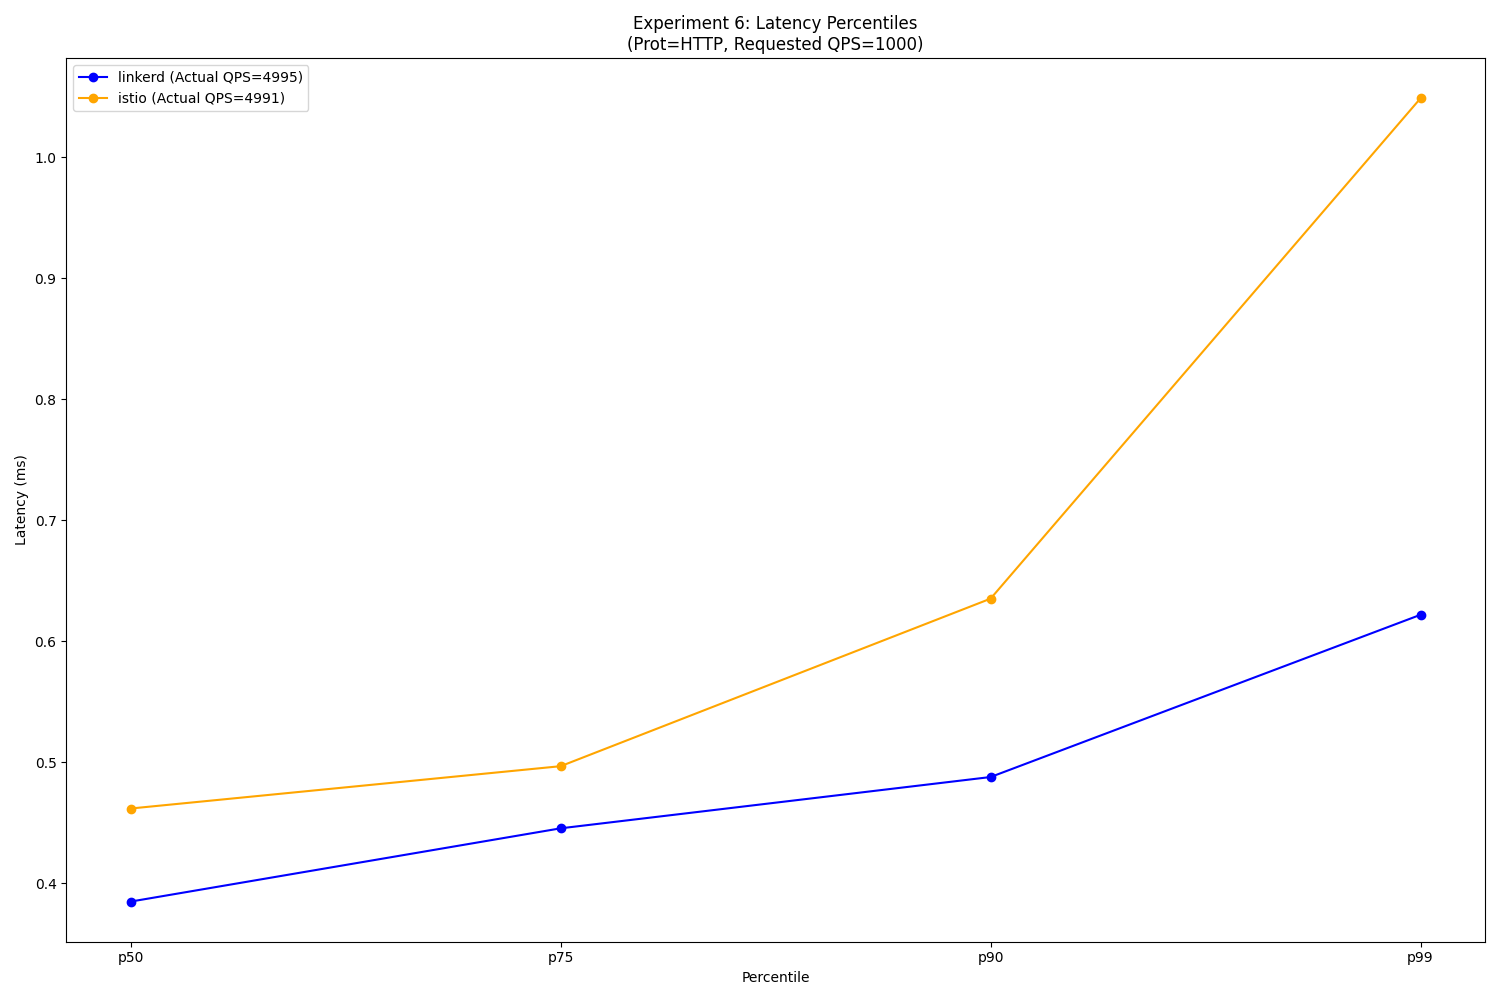 Experiment 6: Latency Percentiles
(Prot=HTTP, Requested QPS=1000)
linkerd (Actual QPS=4995)
istio (Actual QPS=4991)
Latency (ms)
1.0
0.9
0.8
0.7
0.6
0.5
0.4
p50 p75 p90 p99
Percentile